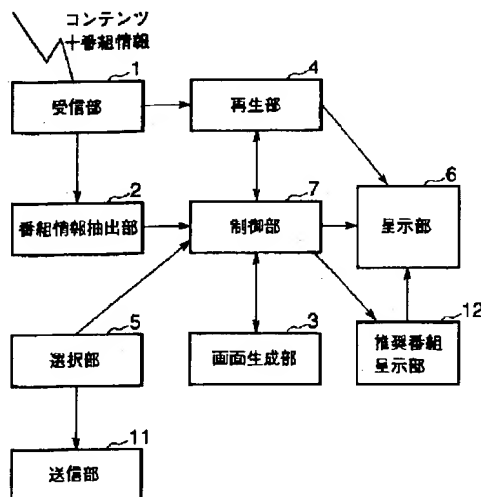 コンテンツ
＋番組情報
1
受信部
4
再生部
2
番組情報抽出部
7
制御部
6
呈示部
5
選択部
3
画面生成部
12
推奨番組
呈示部
11
送信部